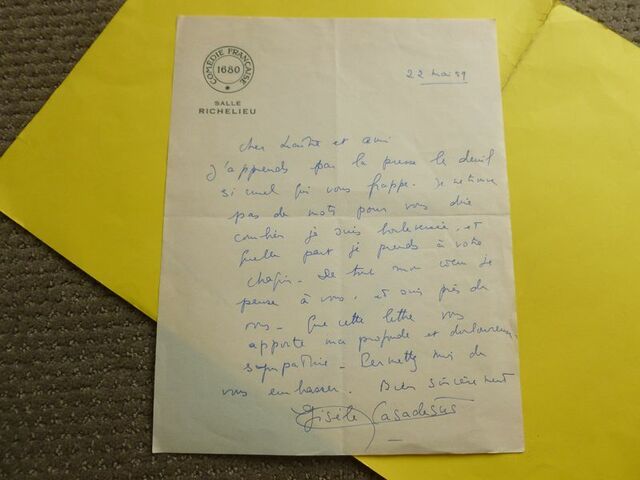 COMÉDIE FRANÇAISE
1680
SALLE
RICHELIEU
22 mai 59
Cher Maître et ami
J'apprends par la presse le deuil
si cruel qui vous frappe. Je ne trouve
pas de mots pour vous dire
combien je suis bouleversée, et
quelle part je prends à votre
chagrin. De tout mon cœur je
pense à vous, et suis près de
vous. Que cette lettre vous
apporte ma profonde et douloureuse
sympathie. Permettez moi de
vous embrasser. Bien sincèrement
Gisèle Casadesus